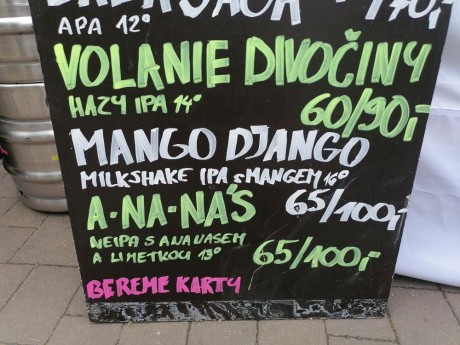 APA 12°
VOLANIE DIVOČINY
HAZY IPA 14° 60/90,-
MANGO DJANGO
MILKSHAKE IPA S MANGEM 16°
65/100,-
A-NA-NÁS
NEIPA S ANANASEM
A LIMETKOU 13° 65/100,-
BEREME KARTY